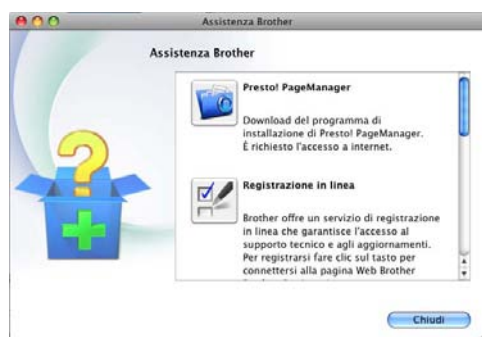 Assistenza Brother
Assistenza Brother
Presto! PageManager
Download del programma di
installazione di Presto! PageManager.
È richiesto l'accesso a internet.
Registrazione in linea
Brother offre un servizio di registrazione
in linea che garantisce l'accesso al
supporto tecnico e agli aggiornamenti.
Per registrarsi fare clic sul tasto per
connettersi alla pagina Web Brother
Chiudi